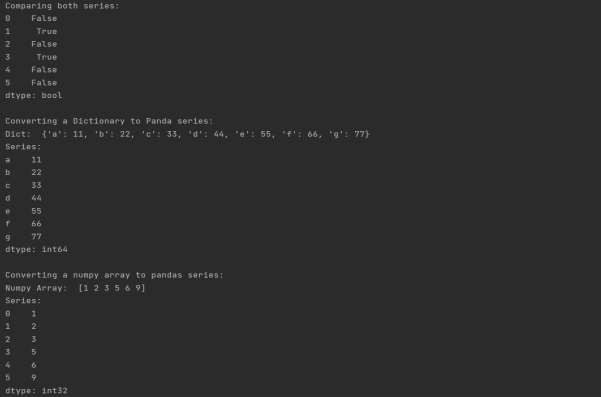 Comparing both series:
0    False
1     True
2    False
3     True
4    False
5    False
dtype: bool

Converting a Dictionary to Panda series:
Dict:  {'a': 11, 'b': 22, 'c': 33, 'd': 44, 'e': 55, 'f': 66, 'g': 77}
Series:
a    11
b    22
c    33
d    44
e    55
f    66
g    77
dtype: int64

Converting a numpy array to pandas series:
Numpy Array:  [1 2 3 5 6 9]
Series:
0    1
1    2
2    3
3    5
4    6
5    9
dtype: int32